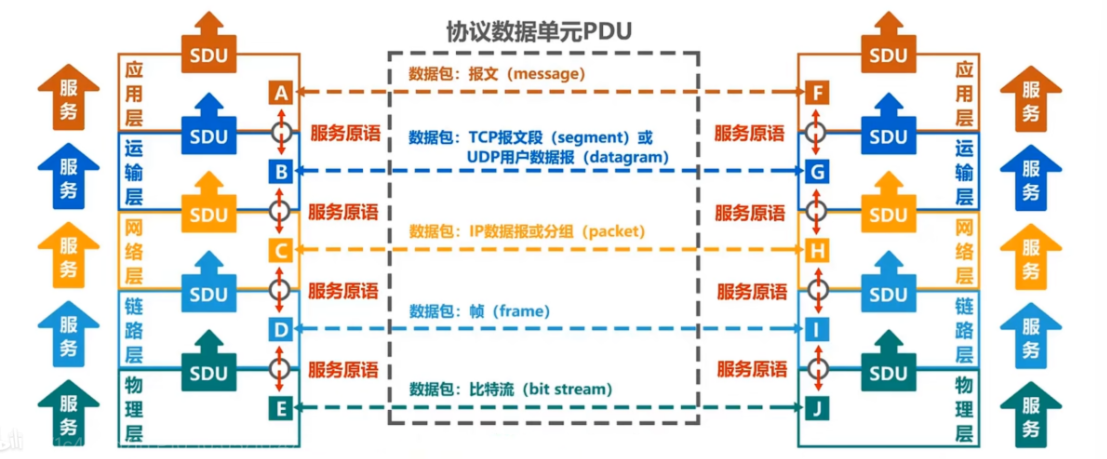 协议数据单元PDU
SDU
SDU
应用层
服务
A
数据包：报文（message）
F
应用层
服务
SDU
服务原语
服务原语
SDU
运输层
服务
B
数据包：TCP报文段（segment）或
UDP用户数据报（datagram）
G
运输层
服务
SDU
服务原语
服务原语
SDU
网络层
服务
C
数据包：IP数据报或分组（packet）
H
网络层
服务
SDU
服务原语
服务原语
SDU
链路层
服务
D
数据包：帧（frame）
I
链路层
服务
SDU
服务原语
服务原语
SDU
物理层
服务
E
数据包：比特流（bit stream）
J
物理层
服务